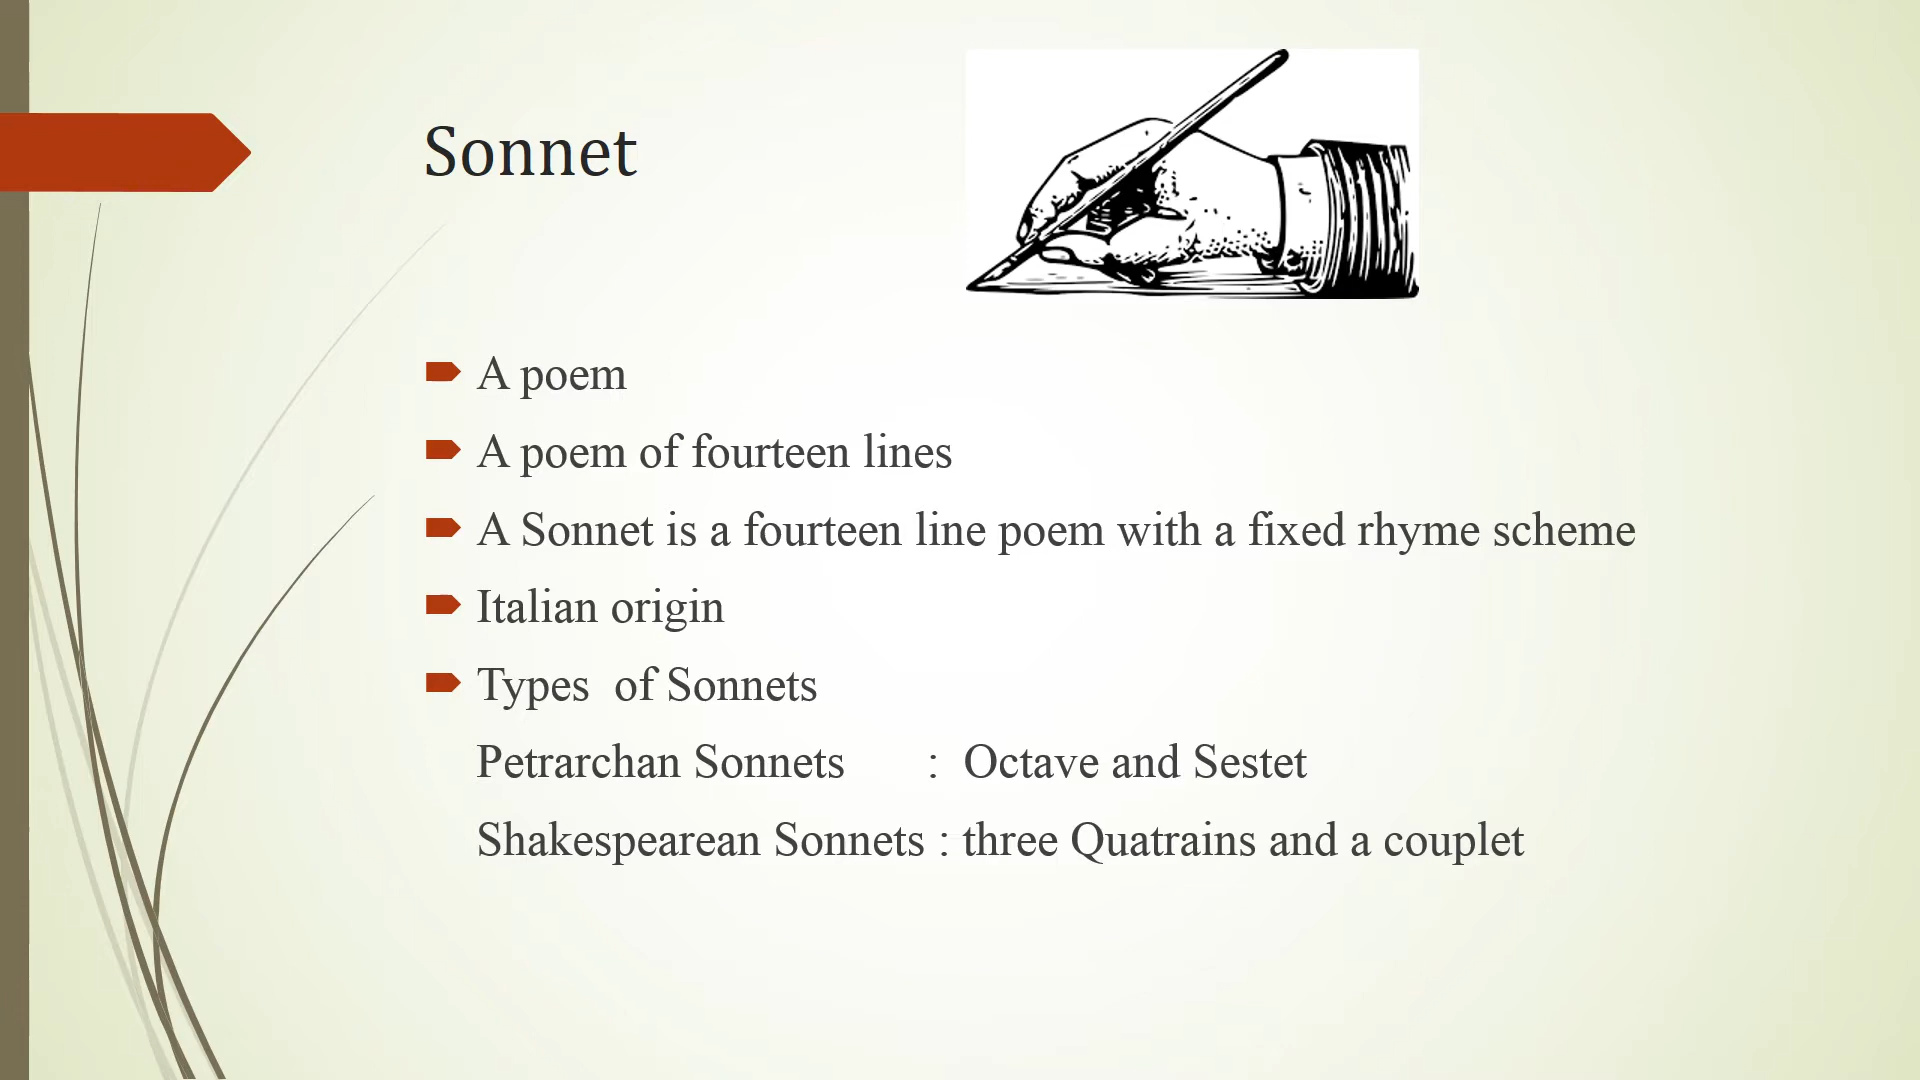 Sonnet
A poem
A poem of fourteen lines
A Sonnet is a fourteen line poem with a fixed rhyme scheme
Italian origin
Types  of Sonnets
Petrarchan Sonnets : Octave and Sestet
Shakespearean Sonnets : three Quatrains and a couplet